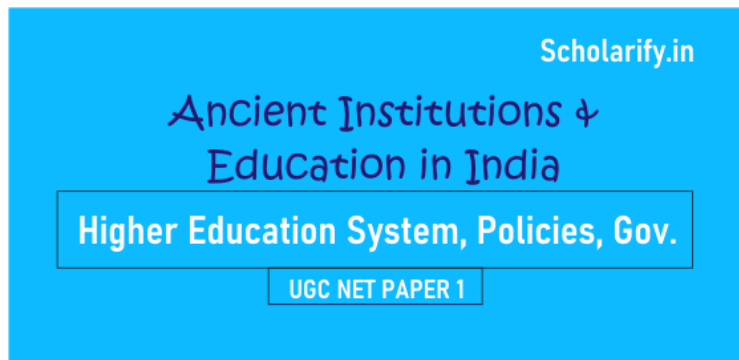 Scholarify.in
Ancient Institutions &
Education in India
Higher Education System, Policies, Gov.
UGC NET PAPER 1